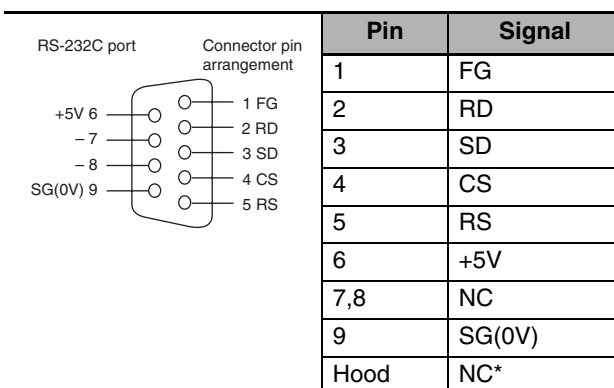 RS-232C port
Connector pin
arrangement
+5V 6
– 7
– 8
SG(0V) 9
1 FG
2 RD
3 SD
4 CS
5 RS
Pin Signal
1 FG
2 RD
3 SD
4 CS
5 RS
6 +5V
7,8 NC
9 SG(0V)
Hood NC*